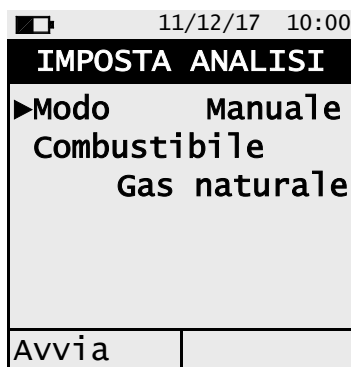 11/12/17 10:00
IMPOSTA ANALISI
Modo Manuale
Combustibile
Gas naturale
Avvia